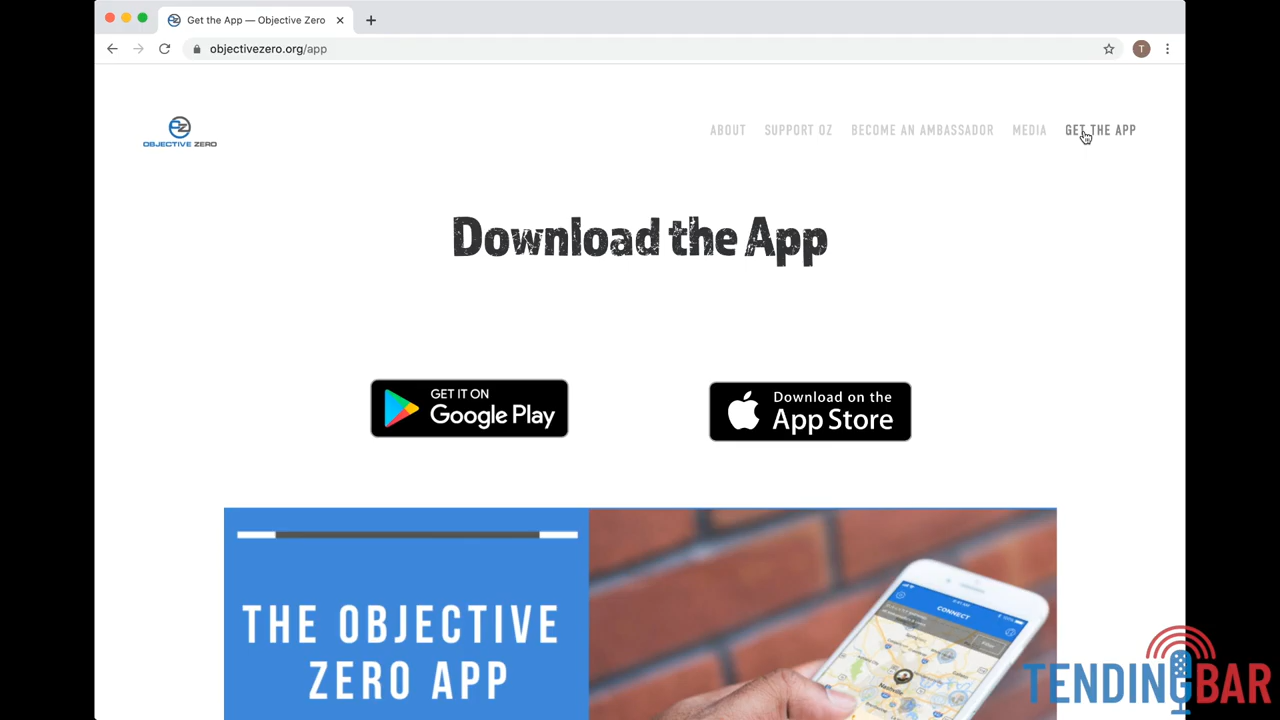 Get the App — Objective Zero
objectivezero.org/app
T
OZ
OBJECTIVE ZERO
ABOUT SUPPORT OZ BECOME AN AMBASSADOR MEDIA GET THE APP
Download the App
GET IT ON
Google Play
Download on the
App Store
THE OBJECTIVE
ZERO APP
CONNECT
Nashville
TENDINGBAR